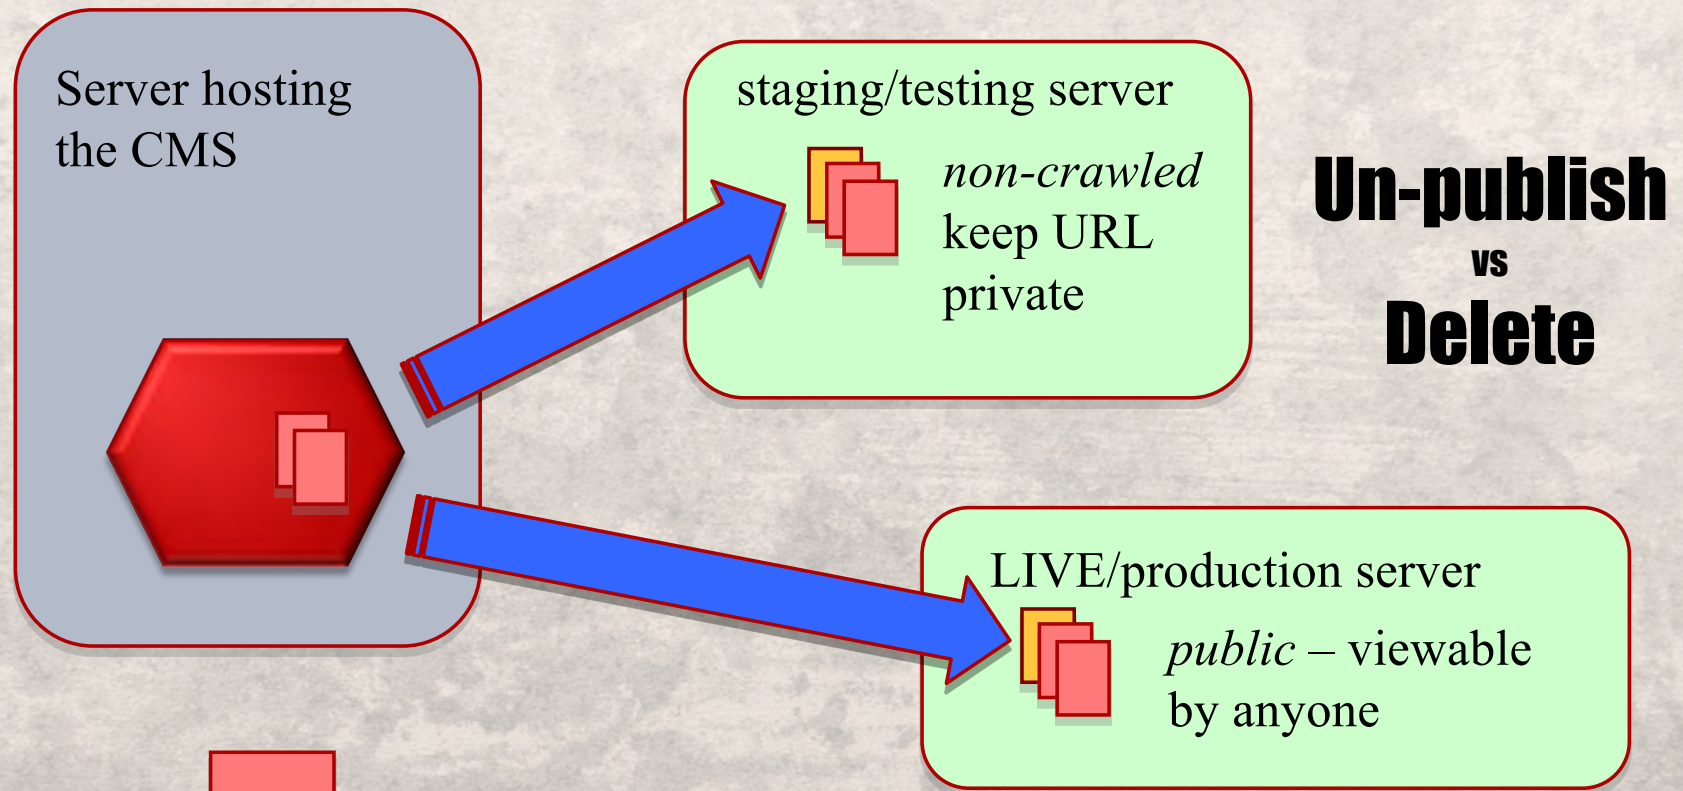 Server hosting
the CMS
staging/testing server
non-crawled
keep URL
private
Un-publish
vs
Delete
LIVE/production server
public – viewable
by anyone